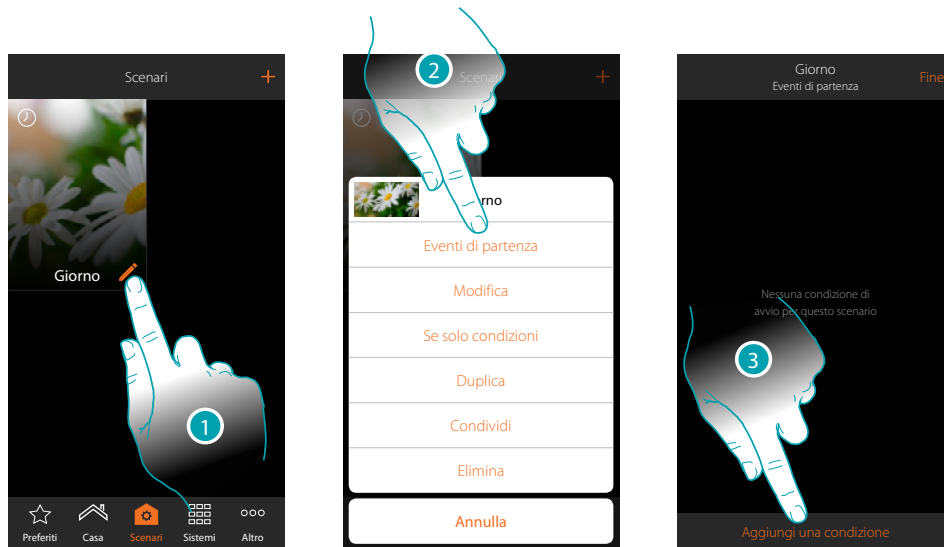 Scenari
+
Giorno
1
Preferiti
Casa
Scenari
Sistemi
Altro
2
Scenari
+
rno
Eventi di partenza
Modifica
Se solo condizioni
Duplica
Condividi
Elimina
Annulla
Giorno
Fine
Eventi di partenza
Nessuna condizione di
avvio per questo scenario
3
Aggiungi una condizione